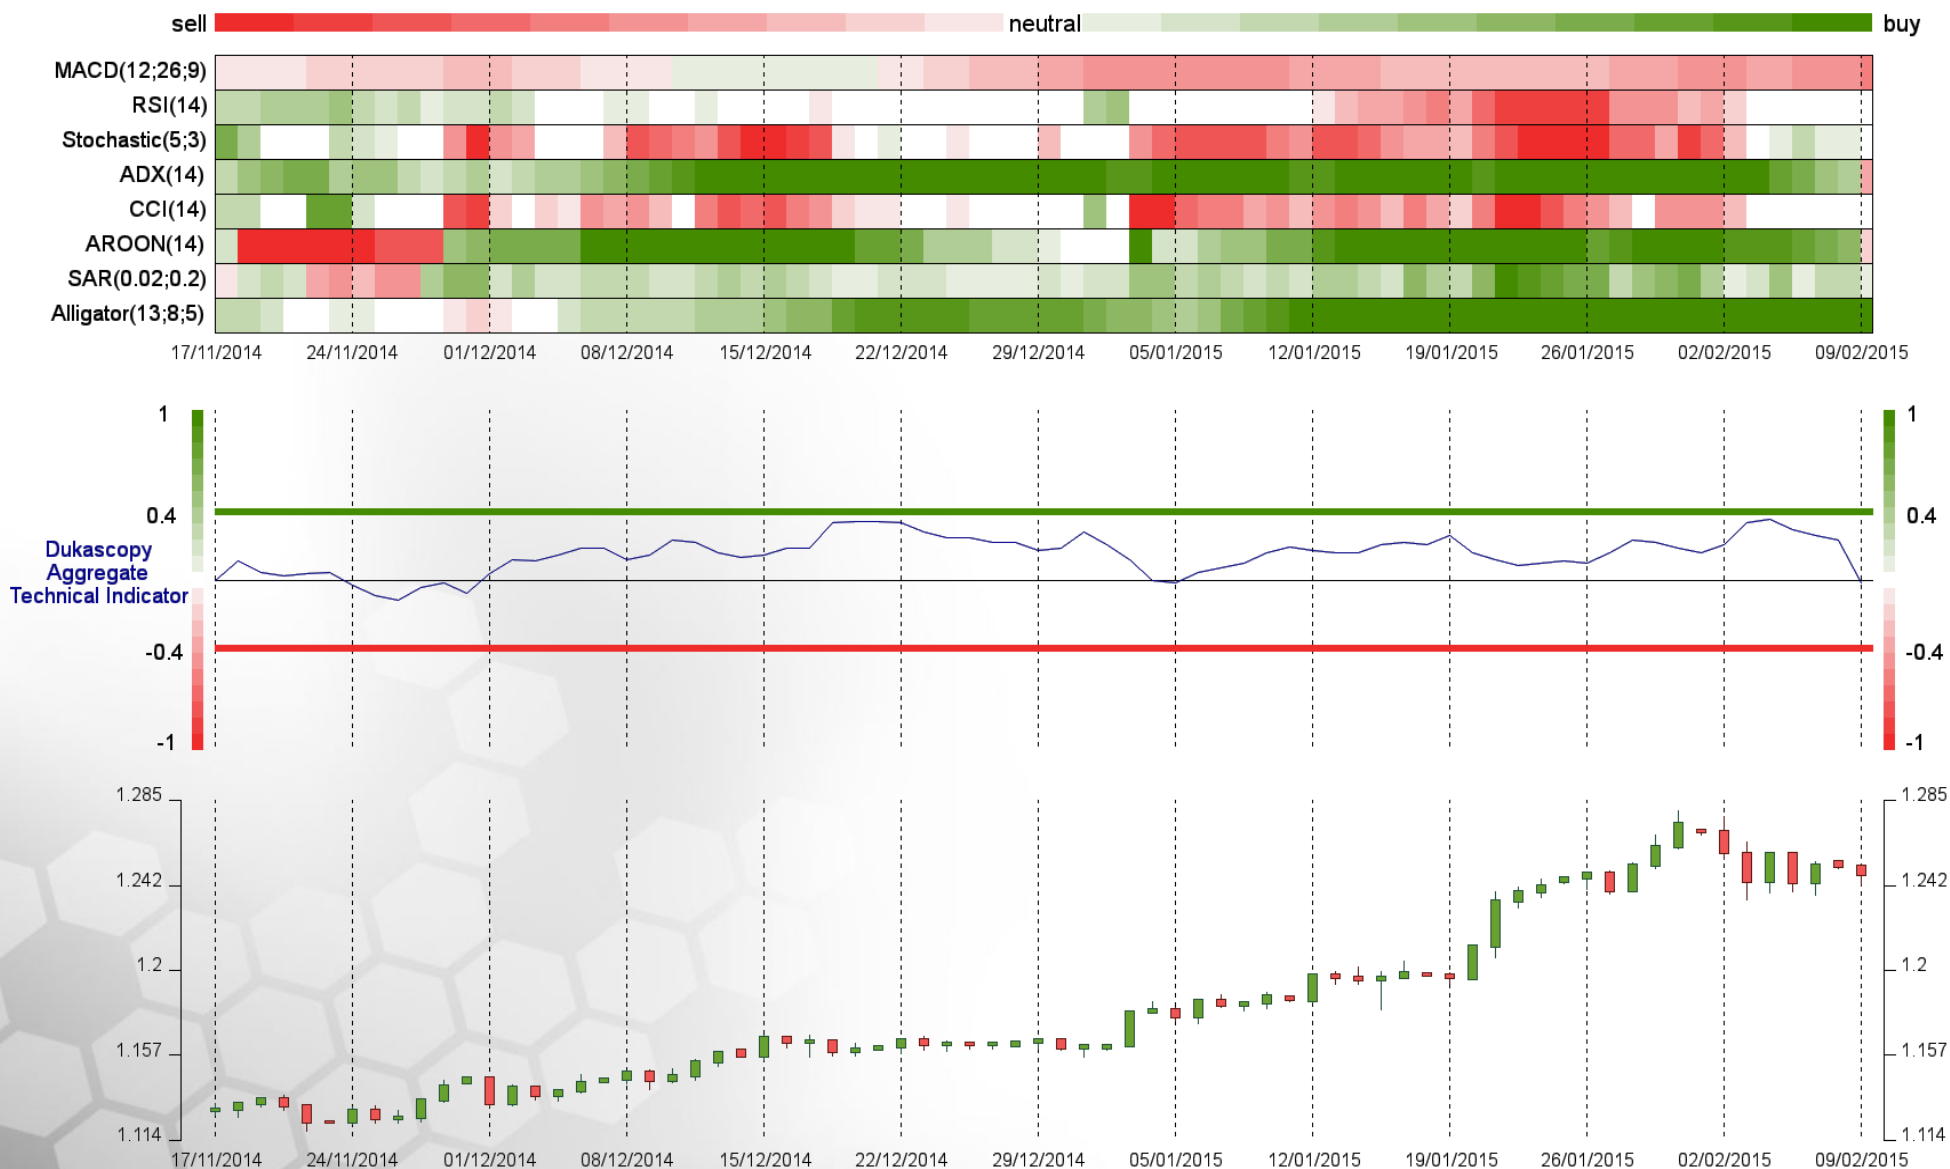 sell neutral buy
MACD(12;26;9)
RSI(14)
Stochastic(5;3)
ADX(14)
CCI(14)
AROON(14)
SAR(0.02;0.2)
Alligator(13;8;5)
17/11/2014 24/11/2014 01/12/2014 08/12/2014 15/12/2014 22/12/2014 29/12/2014 05/01/2015 12/01/2015 19/01/2015 26/01/2015 02/02/2015 09/02/2015
1 1
0.4 0.4
Dukascopy
Aggregate
Technical Indicator
-0.4 -0.4
-1 -1
1.285 1.285
1.242 1.242
1.2 1.2
1.157 1.157
1.114 1.114
17/11/2014 24/11/2014 01/12/2014 08/12/2014 15/12/2014 22/12/2014 29/12/2014 05/01/2015 12/01/2015 19/01/2015 26/01/2015 02/02/2015 09/02/2015